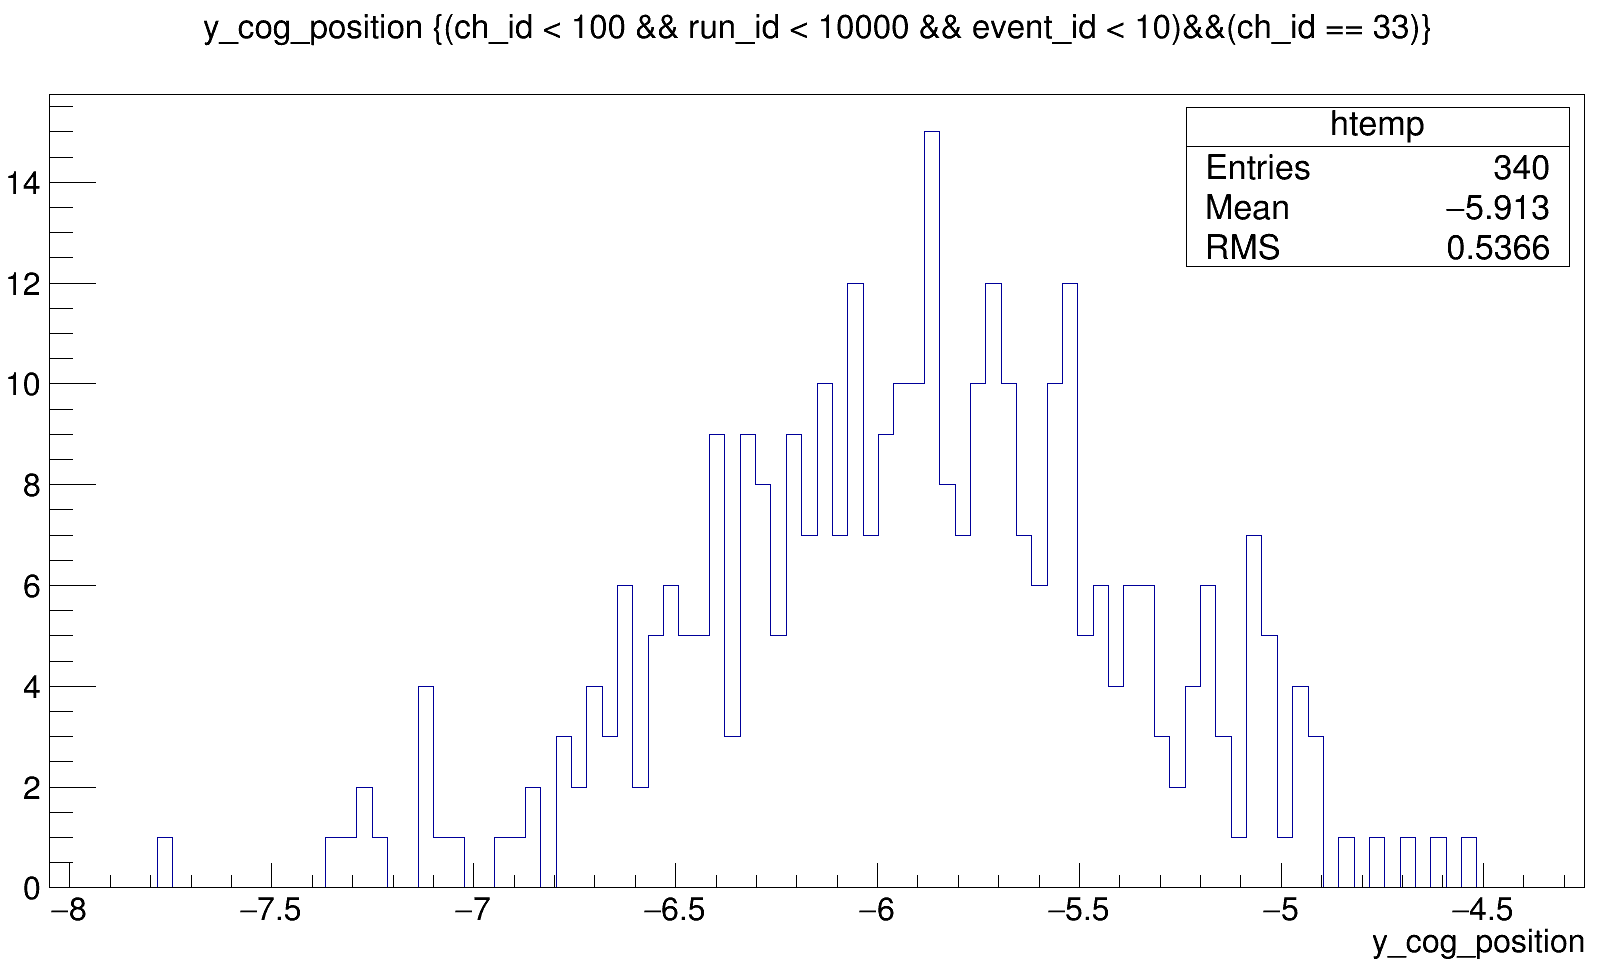 y_cog_position {(ch_id < 100 && run_id < 10000 && event_id < 10)&&(ch_id == 33)}
htemp
Entries 340
Mean −5.913
RMS 0.5366
14
12
10
8
6
4
2
0
−8 −7.5 −7 −6.5 −6 −5.5 −5 −4.5
y_cog_position